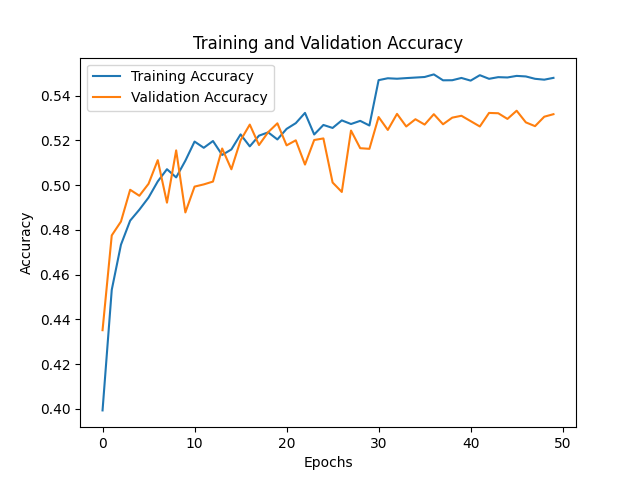 Training and Validation Accuracy
Training Accuracy
Validation Accuracy
Accuracy
0.54
0.52
0.50
0.48
0.46
0.44
0.42
0.40
0 10 20 30 40 50
Epochs